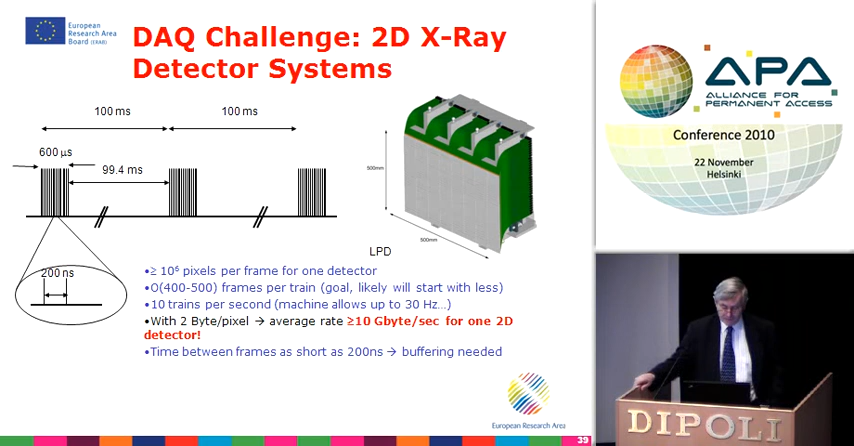 European
Research Area
Board (ERAB)
DAQ Challenge: 2D X-Ray
Detector Systems
100 ms
100 ms
600 µs
99.4 ms
200 ns
500mm
500mm
LPD
•≥ 10⁶ pixels per frame for one detector
•O(400-500) frames per train (goal, likely will start with less)
•10 trains per second (machine allows up to 30 Hz…)
•With 2 Byte/pixel → average rate ≥10 Gbyte/sec for one 2D
detector!
•Time between frames as short as 200ns → buffering needed
European Research Area
39
APA
ALLIANCE FOR
PERMANENT ACCESS
Conference 2010
22 November
Helsinki
DIPOLI